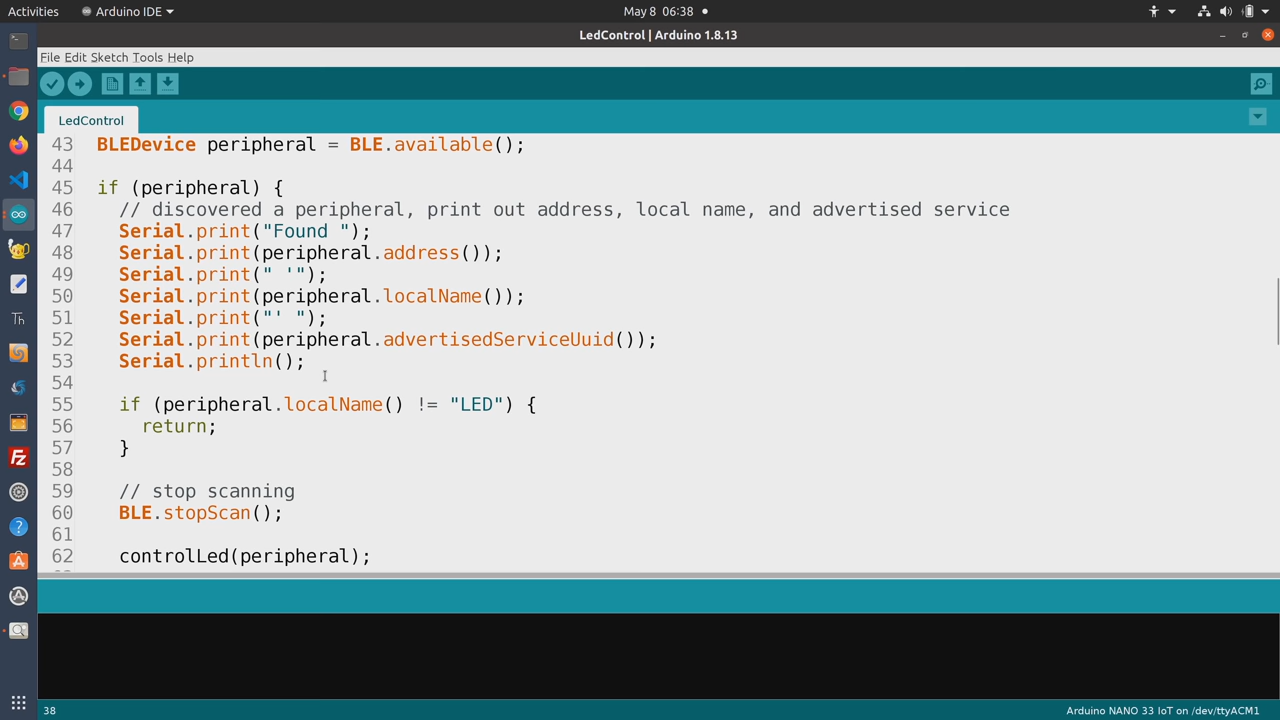 Activities Arduino IDE May 8 06:38
LedControl | Arduino 1.8.13
File Edit Sketch Tools Help
LedControl
43 BLEDevice peripheral = BLE.available();
44
45 if (peripheral) {
46 // discovered a peripheral, print out address, local name, and advertised service
47 Serial.print("Found ");
48 Serial.print(peripheral.address());
49 Serial.print(" '");
50 Serial.print(peripheral.localName());
51 Serial.print("' ");
52 Serial.print(peripheral.advertisedServiceUuid());
53 Serial.println();
54
55 if (peripheral.localName() != "LED") {
56 return;
57 }
58
59 // stop scanning
60 BLE.stopScan();
61
62 controlLed(peripheral);
Th
Fz
38 Arduino NANO 33 IoT on /dev/ttyACM1